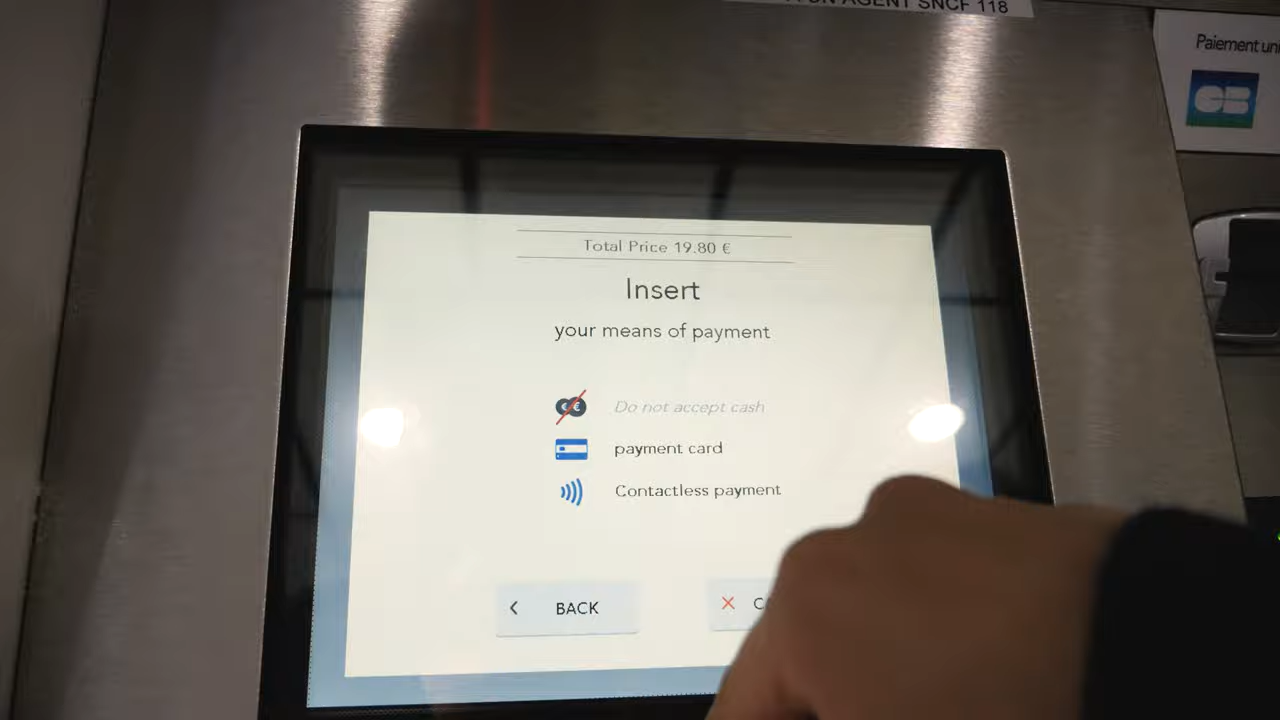 UN AGENT SNCF 118
Paiement uni
CB
Total Price 19.80 €
Insert
your means of payment
Do not accept cash
payment card
Contactless payment
BACK
C